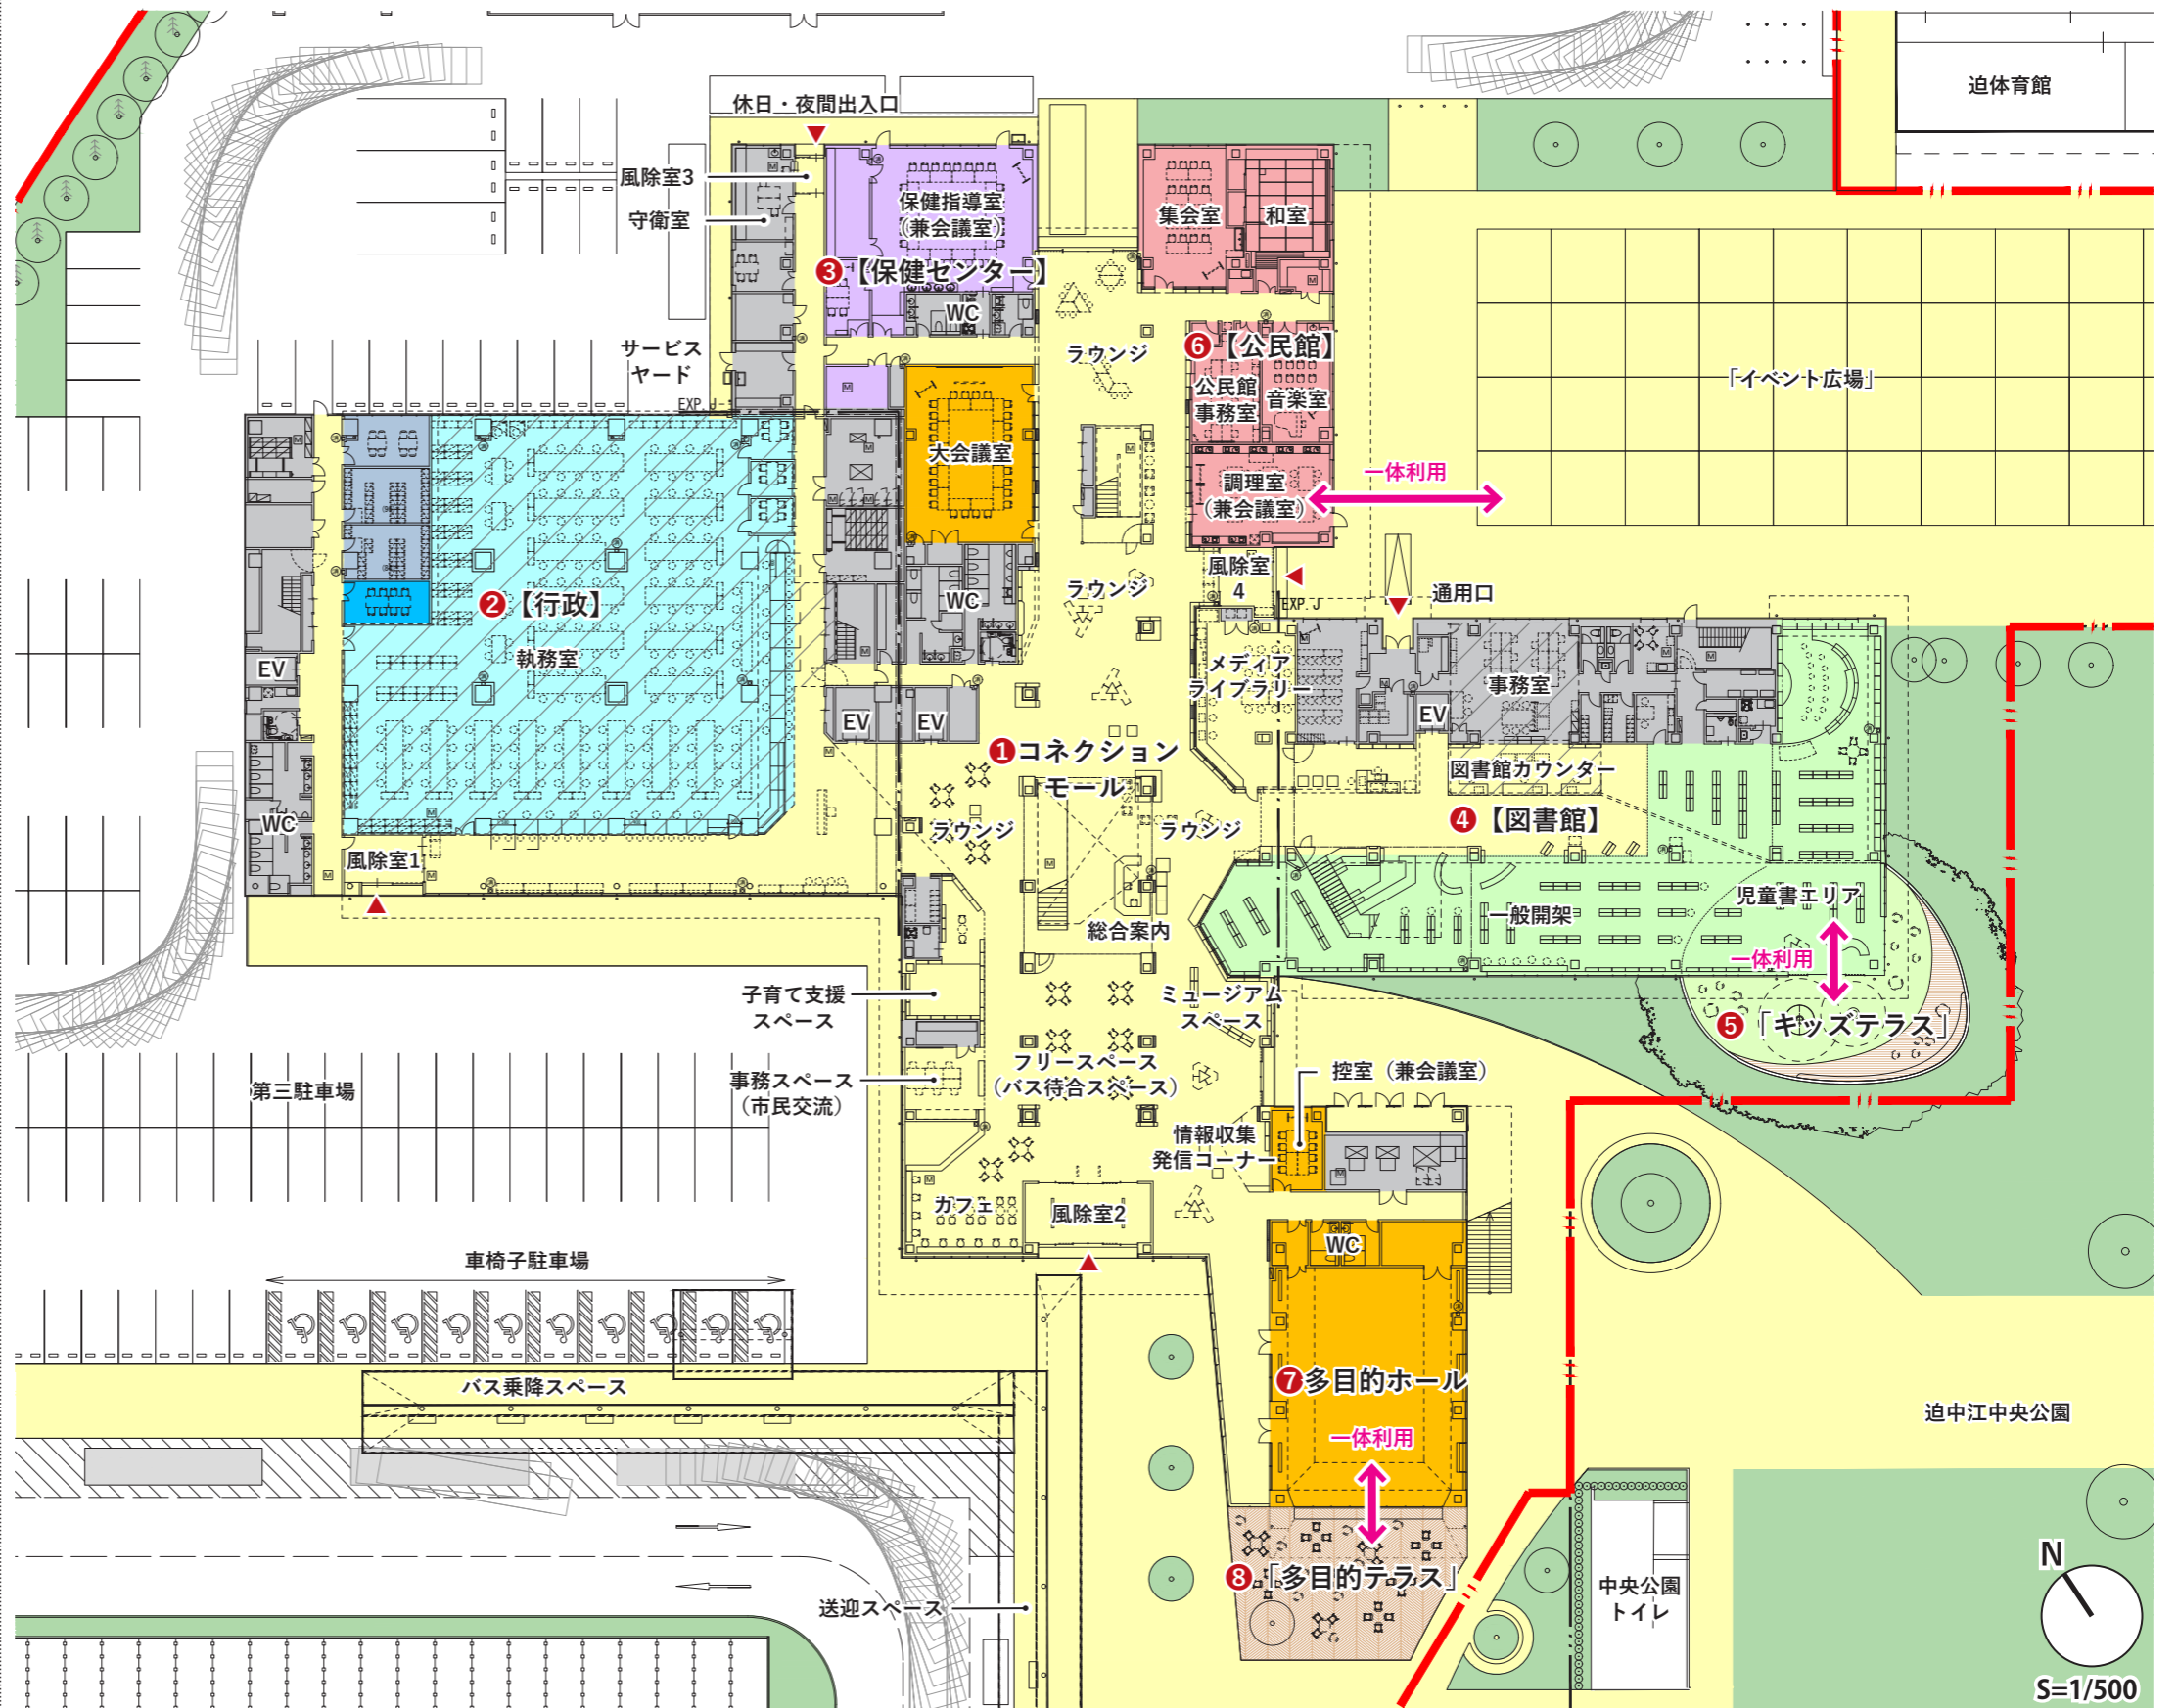 迫体育館
休日・夜間出入口
風除室3
守衛室
保健指導室
（兼会議室）
❸【保健センター】
WC
集会室
和室
ラウンジ
❻【公民館】
公民館
事務室
音楽室
「イベント広場」
サービス
ヤード
EXP.J
大会議室
調理室
（兼会議室）
一体利用
風除室
4
EXP.J
通用口
ラウンジ
WC
❷【行政】
執務室
EV
メディア
ライブラリー
事務室
EV
EV
EV
❶コネクション
モール
図書館カウンター
❹【図書館】
ラウンジ
ラウンジ
WC
風除室1
児童書エリア
一般開架
総合案内
一体利用
子育て支援
スペース
ミュージアム
スペース
❺「キッズテラス」
フリースペース
（バス待合スペース）
事務スペース
（市民交流）
第三駐車場
控室（兼会議室）
情報収集
発信コーナー
カフェ
風除室2
WC
車椅子駐車場
バス乗降スペース
❼多目的ホール
一体利用
迫中江中央公園
❽「多目的テラス」
中央公園
トイレ
送迎スペース
N
S=1/500